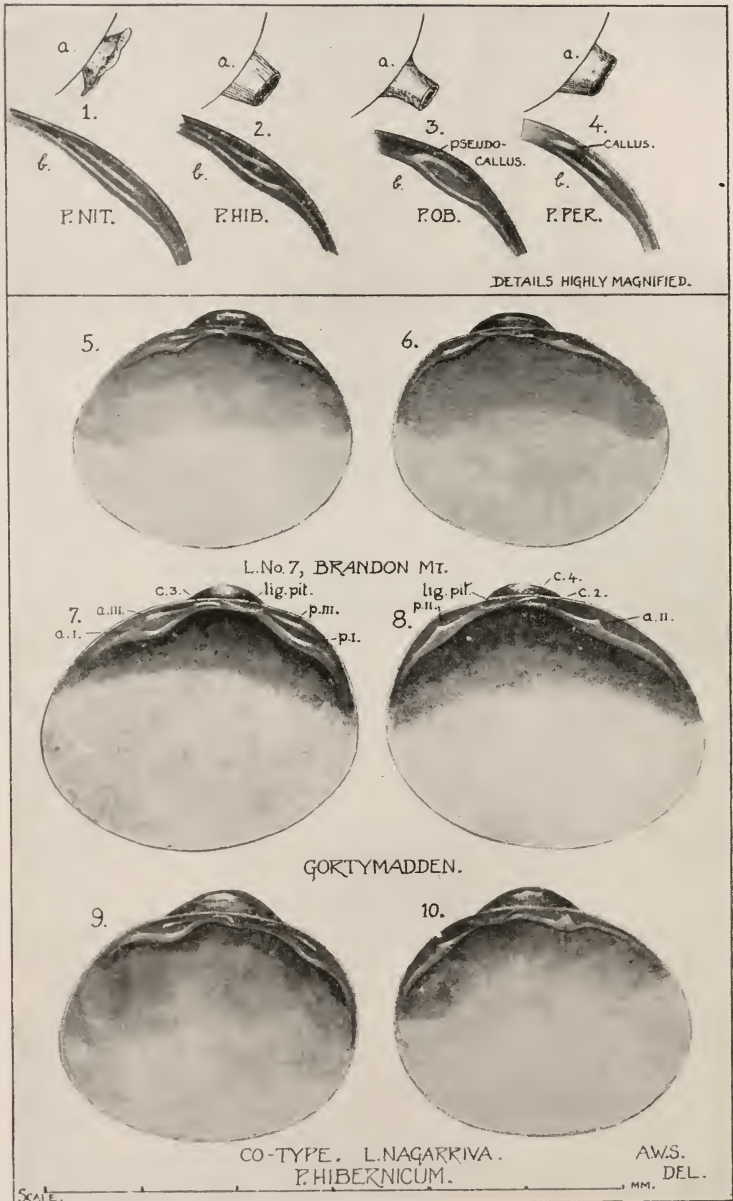 a. a. a. a.
1. 2. 3. 4.
PSEUDO-CALLUS. CALLUS.
b. b. b. b.
P.NIT. P.HIB. P.OB. P.PER.
DETAILS HIGHLY MAGNIFIED.
5. 6.
L.No.7, BRANDON MT.
c.3. lig.pit. lig.pit c.4.
7. a.III. p.III. 8. p.II. c.2.
a.I. p.I. a.II.
GORTYMADDEN.
9. 10.
CO-TYPE. L.NAGARRIVA. A.W.S.
P.HIBERNICUM. DEL.
SCALE. MM.